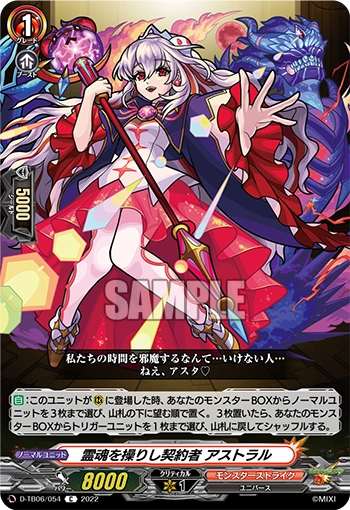 グレード
1
ブースト
5000
シールド
SAMPLE
私たちの時間を邪魔するなんて…いけない人…
ねえ、アスタ♡
自:このユニットがRに登場した時、あなたのモンスターBOXからノーマルユ
ニットを3枚まで選び、山札の下に望む順で置く。3枚置いたら、あなたのモンス
ターBOXからトリガーユニットを1枚まで選び、山札に戻してシャッフルする。
ノーマルユニット
霊魂を操りし契約者 アストラル
D-TB06/054 C 2022
パワー
8000
クリティカル
1
モンスターストライク
ユニバース
©MIXI